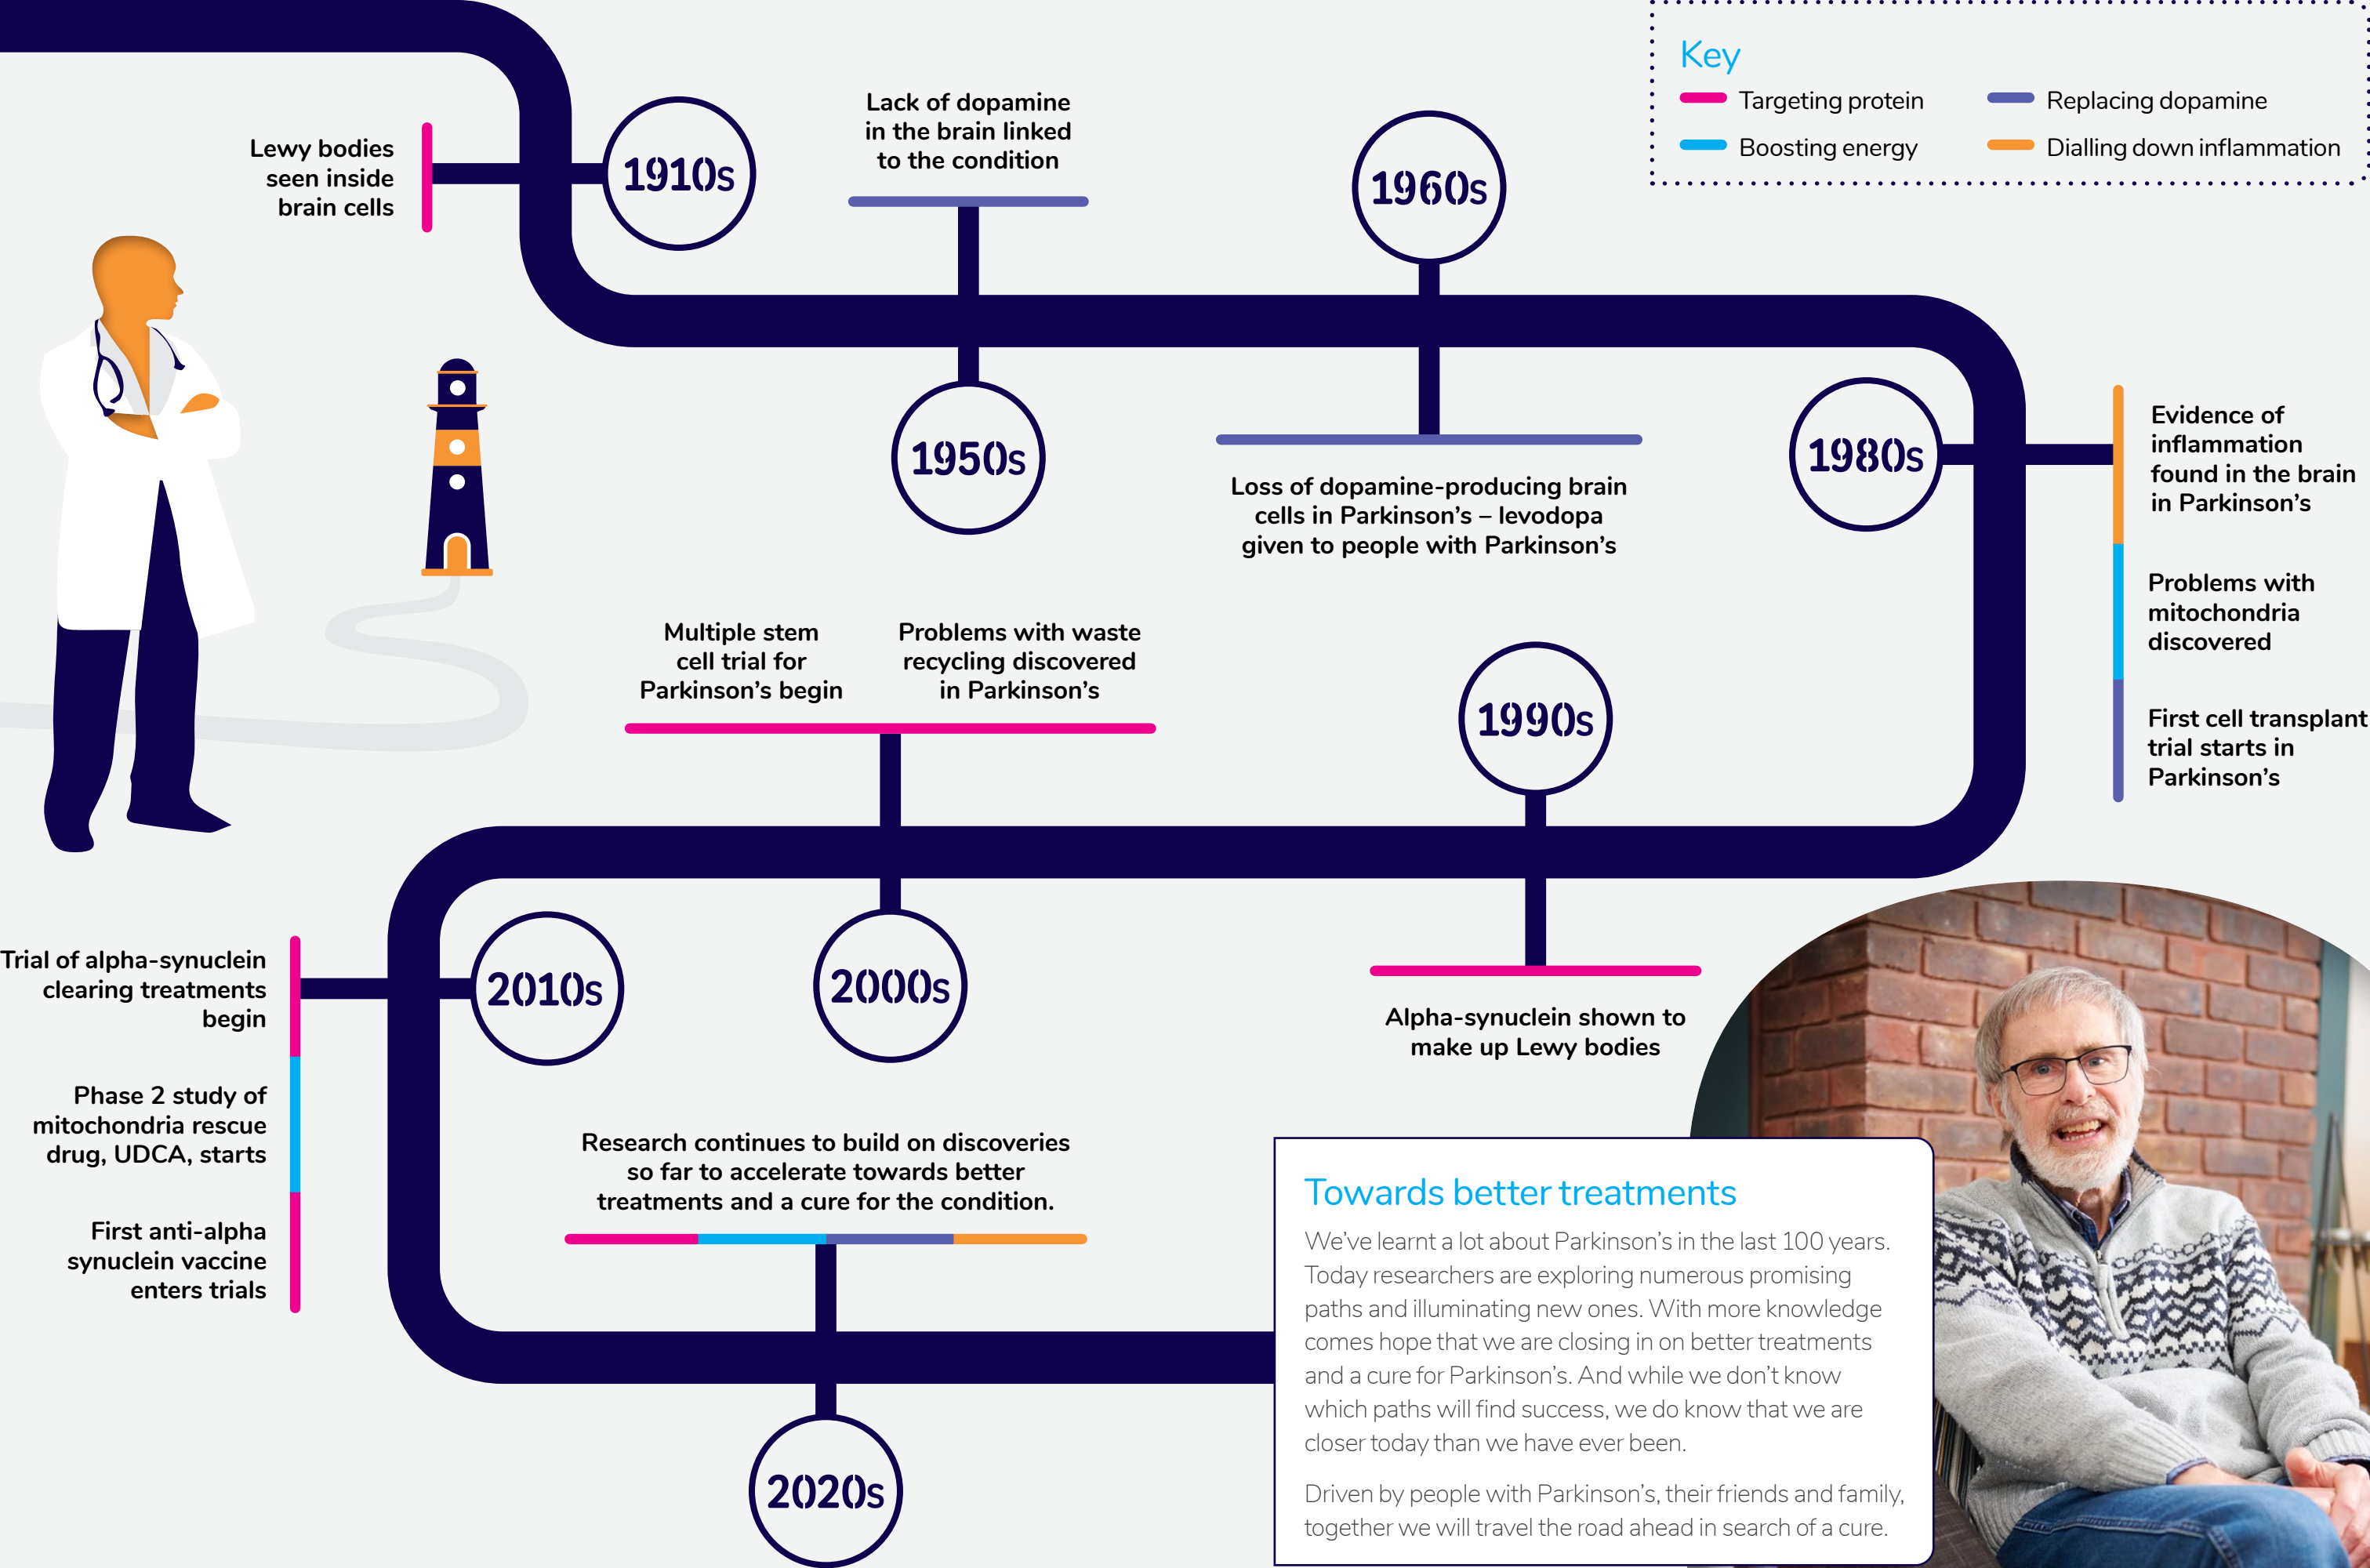 Key
Targeting protein
Replacing dopamine
Boosting energy
Dialling down inflammation
Lewy bodies
seen inside
brain cells
1910s
Lack of dopamine
in the brain linked
to the condition
1950s
1960s
Loss of dopamine-producing brain
cells in Parkinson’s – levodopa
given to people with Parkinson’s
1980s
Evidence of
inflammation
found in the brain
in Parkinson’s
Problems with
mitochondria
discovered
First cell transplant
trial starts in
Parkinson’s
1990s
Alpha-synuclein shown to
make up Lewy bodies
Multiple stem
cell trial for
Parkinson’s begin
Problems with waste
recycling discovered
in Parkinson’s
2000s
2010s
Trial of alpha-synuclein
clearing treatments
begin
Phase 2 study of
mitochondria rescue
drug, UDCA, starts
First anti-alpha
synuclein vaccine
enters trials
Research continues to build on discoveries
so far to accelerate towards better
treatments and a cure for the condition.
2020s
Towards better treatments
We’ve learnt a lot about Parkinson’s in the last 100 years.
Today researchers are exploring numerous promising
paths and illuminating new ones. With more knowledge
comes hope that we are closing in on better treatments
and a cure for Parkinson’s. And while we don’t know
which paths will find success, we do know that we are
closer today than we have ever been.
Driven by people with Parkinson’s, their friends and family,
together we will travel the road ahead in search of a cure.